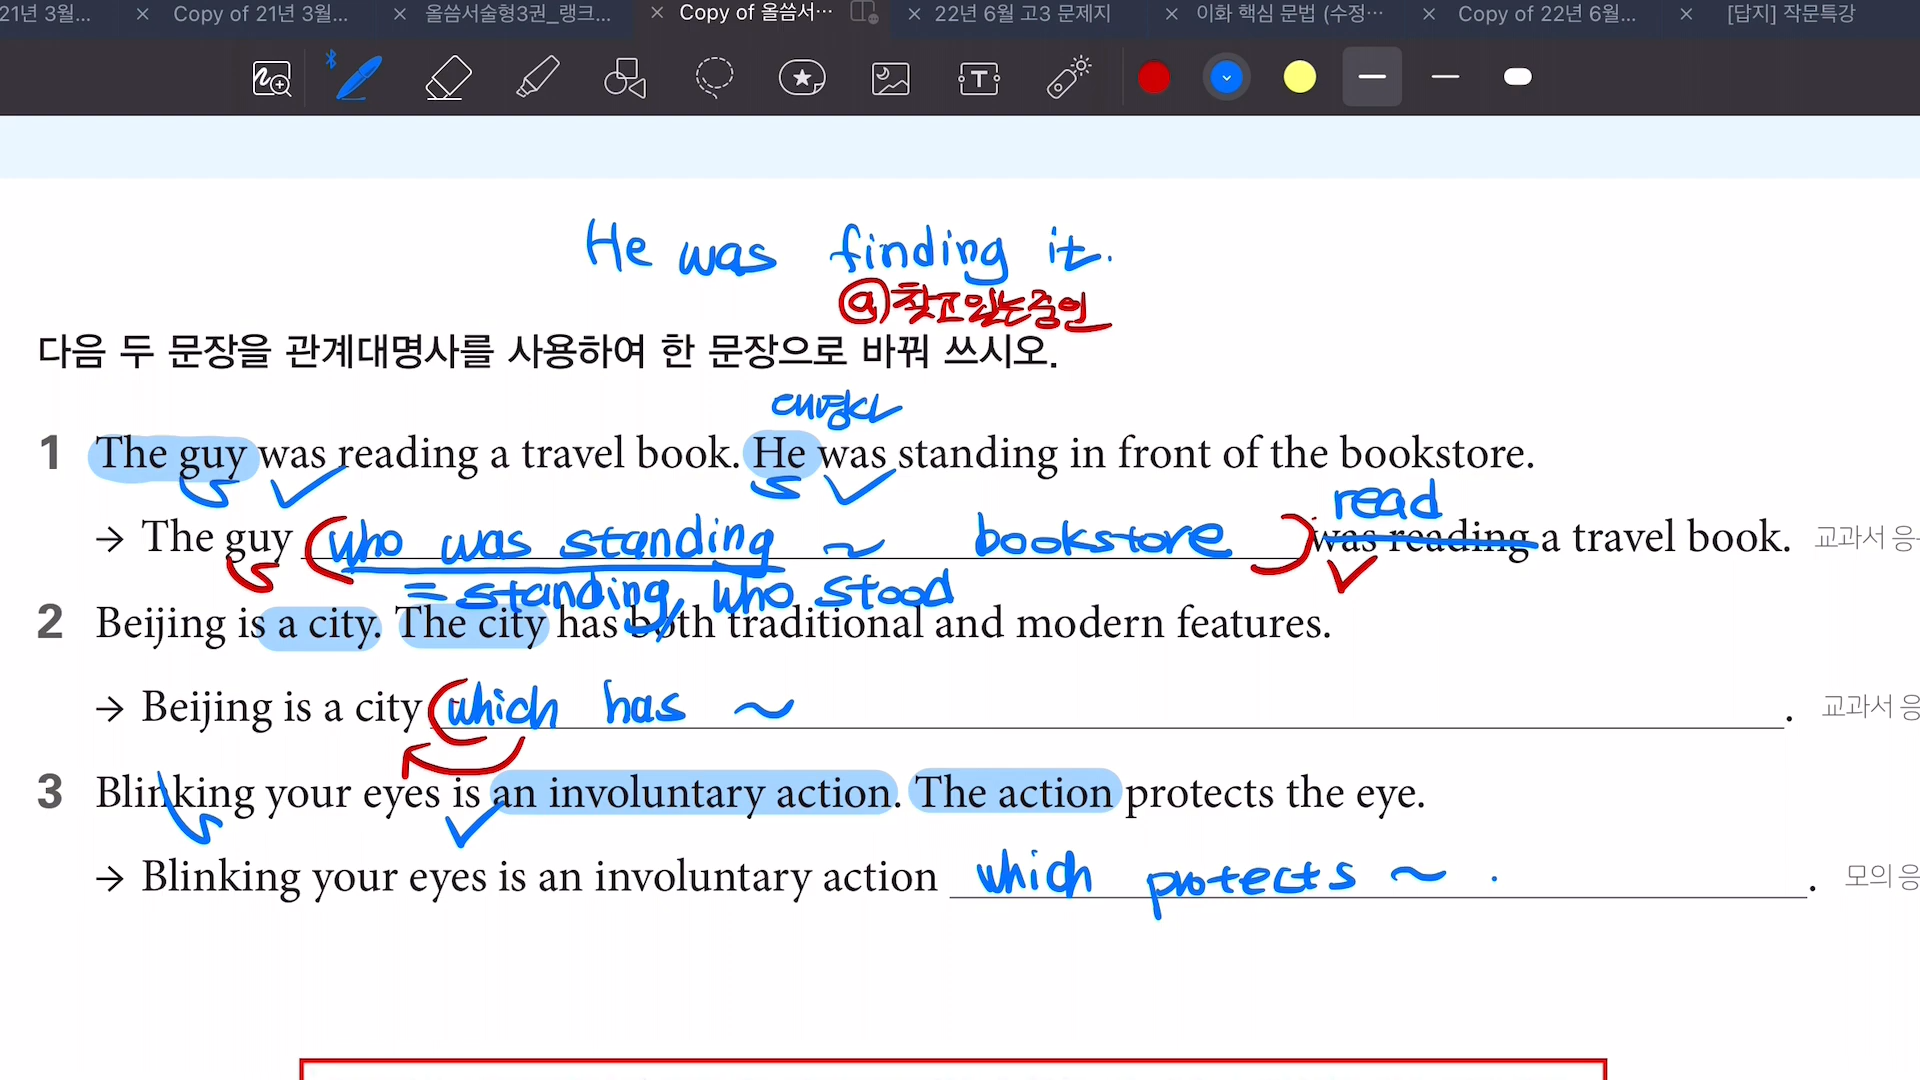 21년 3월... × Copy of 21년 3월... × 올씀서술형3권_랭크... × Copy of 올씀서... × 22년 6월 고3 문제지 × 이화 핵심 문법 (수정... × Copy of 22년 6월... × [답지] 작문특강
He was finding it.
ⓐ찾고있는중인
다음 두 문장을 관계대명사를 사용하여 한 문장으로 바꿔 쓰시오.
대명사
1 The guy was reading a travel book. He was standing in front of the bookstore.
read
→ The guy (who was standing ~ bookstore) was reading a travel book. 교과서 응
= standing, who stood
2 Beijing is a city. The city has both traditional and modern features.
→ Beijing is a city (which has ~ . 교과서 응
3 Blinking your eyes is an involuntary action. The action protects the eye.
→ Blinking your eyes is an involuntary action which protects ~ . . 모의 응